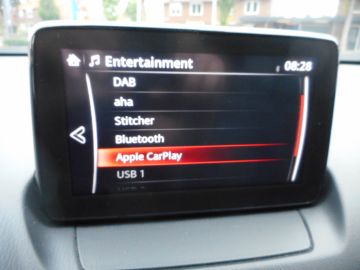 Entertainment 08:28
DAB
aha
Stitcher
Bluetooth
Apple CarPlay
USB 1